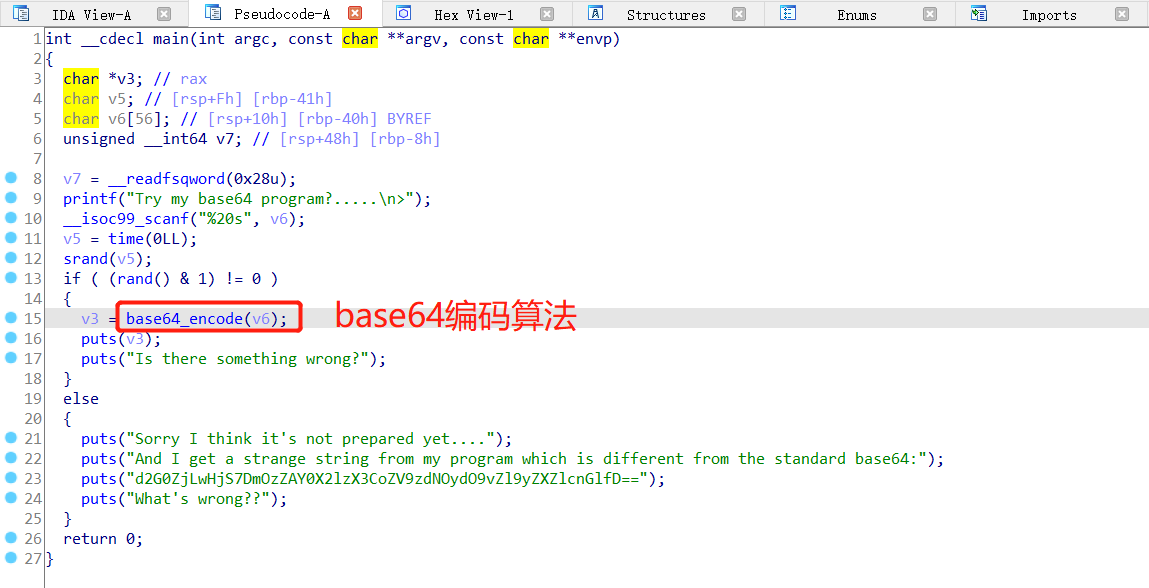 IDA View-A Pseudocode-A Hex View-1 Structures Enums Imports
1 int __cdecl main(int argc, const char **argv, const char **envp)
2 {
3 char *v3; // rax
4 char v5; // [rsp+Fh] [rbp-41h]
5 char v6[56]; // [rsp+10h] [rbp-40h] BYREF
6 unsigned __int64 v7; // [rsp+48h] [rbp-8h]
7
8 v7 = __readfsqword(0x28u);
9 printf("Try my base64 program?.....\n>");
10 __isoc99_scanf("%20s", v6);
11 v5 = time(0LL);
12 srand(v5);
13 if ( (rand() & 1) != 0 )
14 {
15 v3 = base64_encode(v6); base64编码算法
16 puts(v3);
17 puts("Is there something wrong?");
18 }
19 else
20 {
21 puts("Sorry I think it's not prepared yet....");
22 puts("And I get a strange string from my program which is different from the standard base64:");
23 puts("d2G0ZjLwHjS7DmOzZAY0X2lzX3CoZV9zdNOydO9vZl9yZXZlcnGlfD==");
24 puts("What's wrong??");
25 }
26 return 0;
27 }